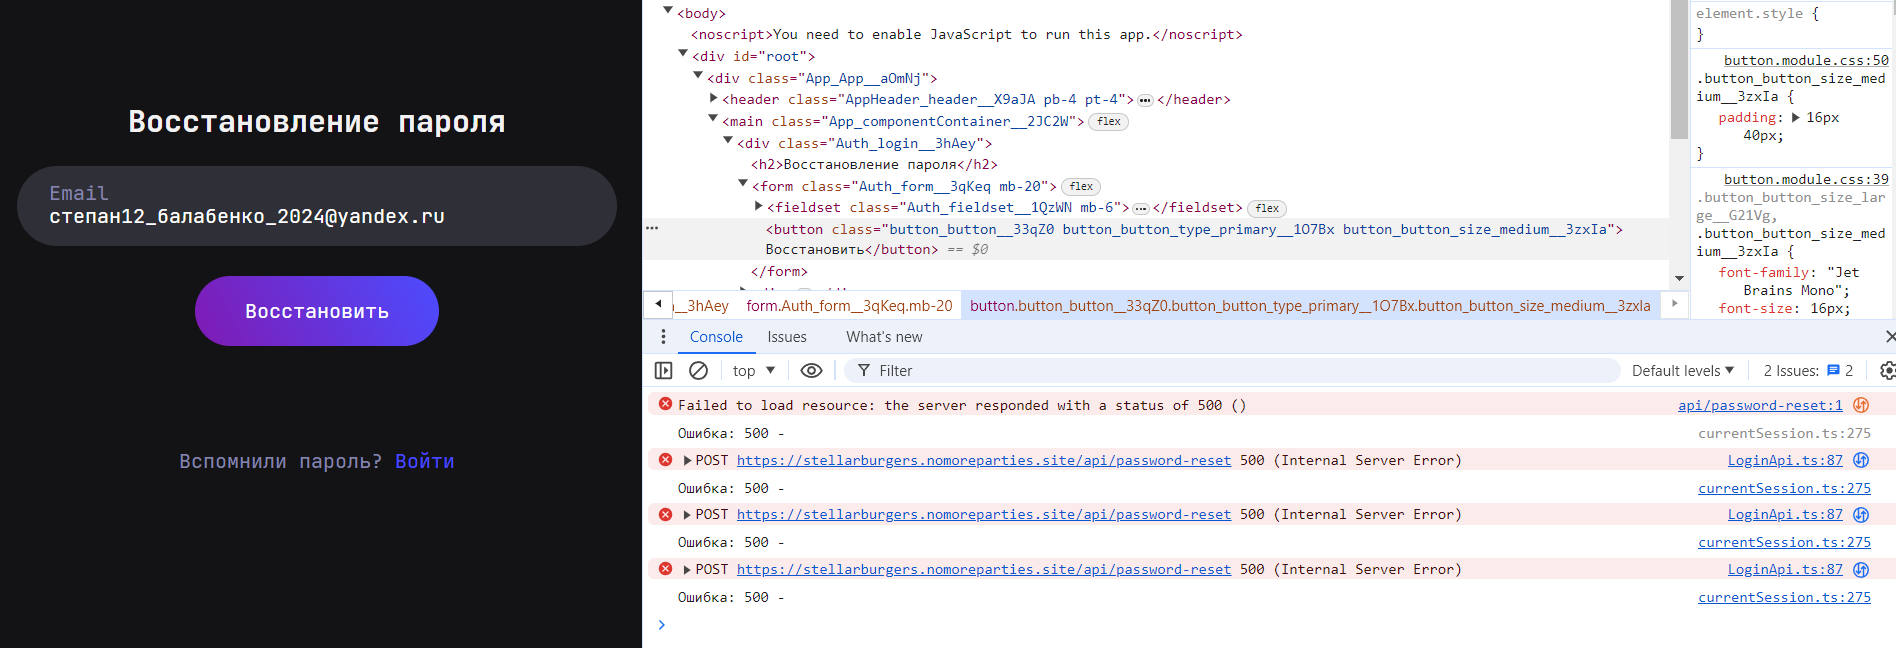 Восстановление пароля
Email
степан12_балабенко_2024@yandex.ru
Восстановить
Вспомнили пароль? Войти
<body>
<noscript>You need to enable JavaScript to run this app.</noscript>
<div id="root">
<div class="App_App__aOmNj">
<header class="AppHeader_header__X9aJA pb-4 pt-4"> </header>
<main class="App_componentContainer__2JC2W"> flex
<div class="Auth_login__3hAey">
<h2>Восстановление пароля</h2>
<form class="Auth_form__3qKeq mb-20"> flex
<fieldset class="Auth_fieldset__1QzWN mb-6"> </fieldset> flex
<button class="button_button__33qZ0 button_button_type_primary__1O7Bx button_button_size_medium__3zxIa">
Восстановить</button> == $0
</form>
element.style {
}
button.module.css:50
.button_button_size_med
ium__3zxIa {
padding: 16px
40px;
}
button.module.css:39
.button_button_size_lar
ge__G21Vg,
.button_button_size_med
ium__3zxIa {
font-family: "Jet
Brains Mono";
font-size: 16px;
__3hAey form.Auth_form__3qKeq.mb-20 button.button_button__33qZ0.button_button_type_primary__1O7Bx.button_button_size_medium__3zxIa
Console Issues What's new
top Filter Default levels 2 Issues: 2
Failed to load resource: the server responded with a status of 500 () api/password-reset:1
Ошибка: 500 - currentSession.ts:275
POST https://stellarburgers.nomoreparties.site/api/password-reset 500 (Internal Server Error) LoginApi.ts:87
Ошибка: 500 - currentSession.ts:275
POST https://stellarburgers.nomoreparties.site/api/password-reset 500 (Internal Server Error) LoginApi.ts:87
Ошибка: 500 - currentSession.ts:275
POST https://stellarburgers.nomoreparties.site/api/password-reset 500 (Internal Server Error) LoginApi.ts:87
Ошибка: 500 - currentSession.ts:275